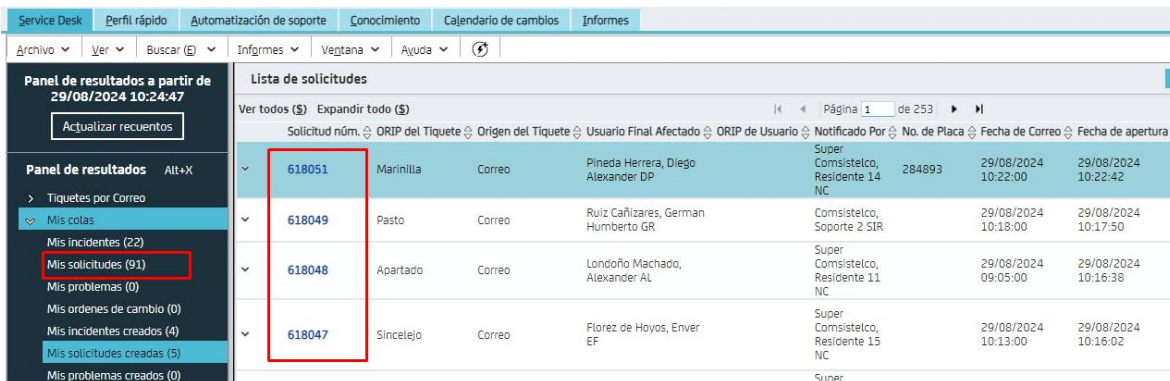 Service Desk Perfil rápido Automatización de soporte Conocimiento Calendario de cambios Informes
Archivo Ver Buscar (E) Informes Ventana Ayuda
Panel de resultados a partir de
29/08/2024 10:24:47
Actualizar recuentos
Panel de resultados Alt+X
Tiquetes por Correo
Mis colas
Mis incidentes (22)
Mis solicitudes (91)
Mis problemas (0)
Mis ordenes de cambio (0)
Mis incidentes creados (4)
Mis solicitudes creadas (5)
Mis problemas creados (0)
Lista de solicitudes
Ver todos ($) Expandir todo ($) Página 1 de 253
Solicitud núm. ORIP del Tiquete Origen del Tiquete Usuario Final Afectado ORIP de Usuario Notificado Por No. de Placa Fecha de Correo Fecha de apertura
618051 Marinilla Correo Pineda Herrera, Diego Alexander DP Super Comsistelco, Residente 14 NC 284893 29/08/2024 10:22:00 29/08/2024 10:22:42
618049 Pasto Correo Ruiz Cañizares, German Humberto GR Comsistelco, Soporte 2 SIR 29/08/2024 10:18:00 29/08/2024 10:17:50
618048 Apartado Correo Londoño Machado, Alexander AL Super Comsistelco, Residente 11 NC 29/08/2024 09:05:00 29/08/2024 10:16:38
618047 Sincelejo Correo Florez de Hoyos, Enver EF Super Comsistelco, Residente 15 NC 29/08/2024 10:13:00 29/08/2024 10:16:02
Super